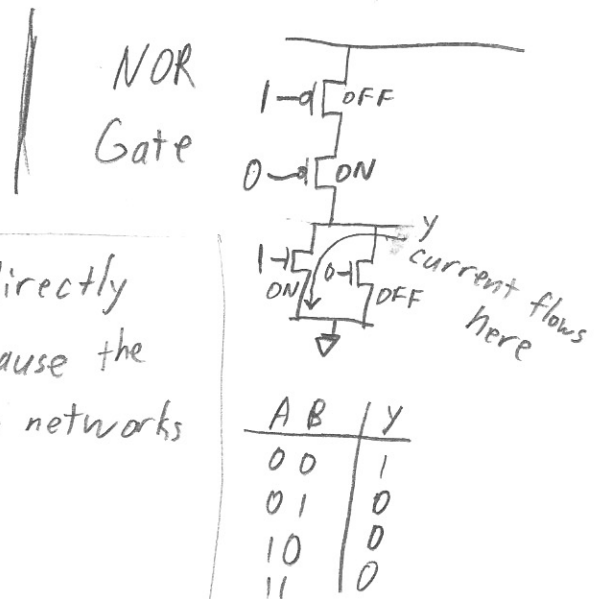 NOR
Gate
1 OFF
0 ON
Y
1 ON 0 OFF
current flows
here
directly
ause the
networks
A B Y
0 0 1
0 1 0
1 0 0
1 1 0